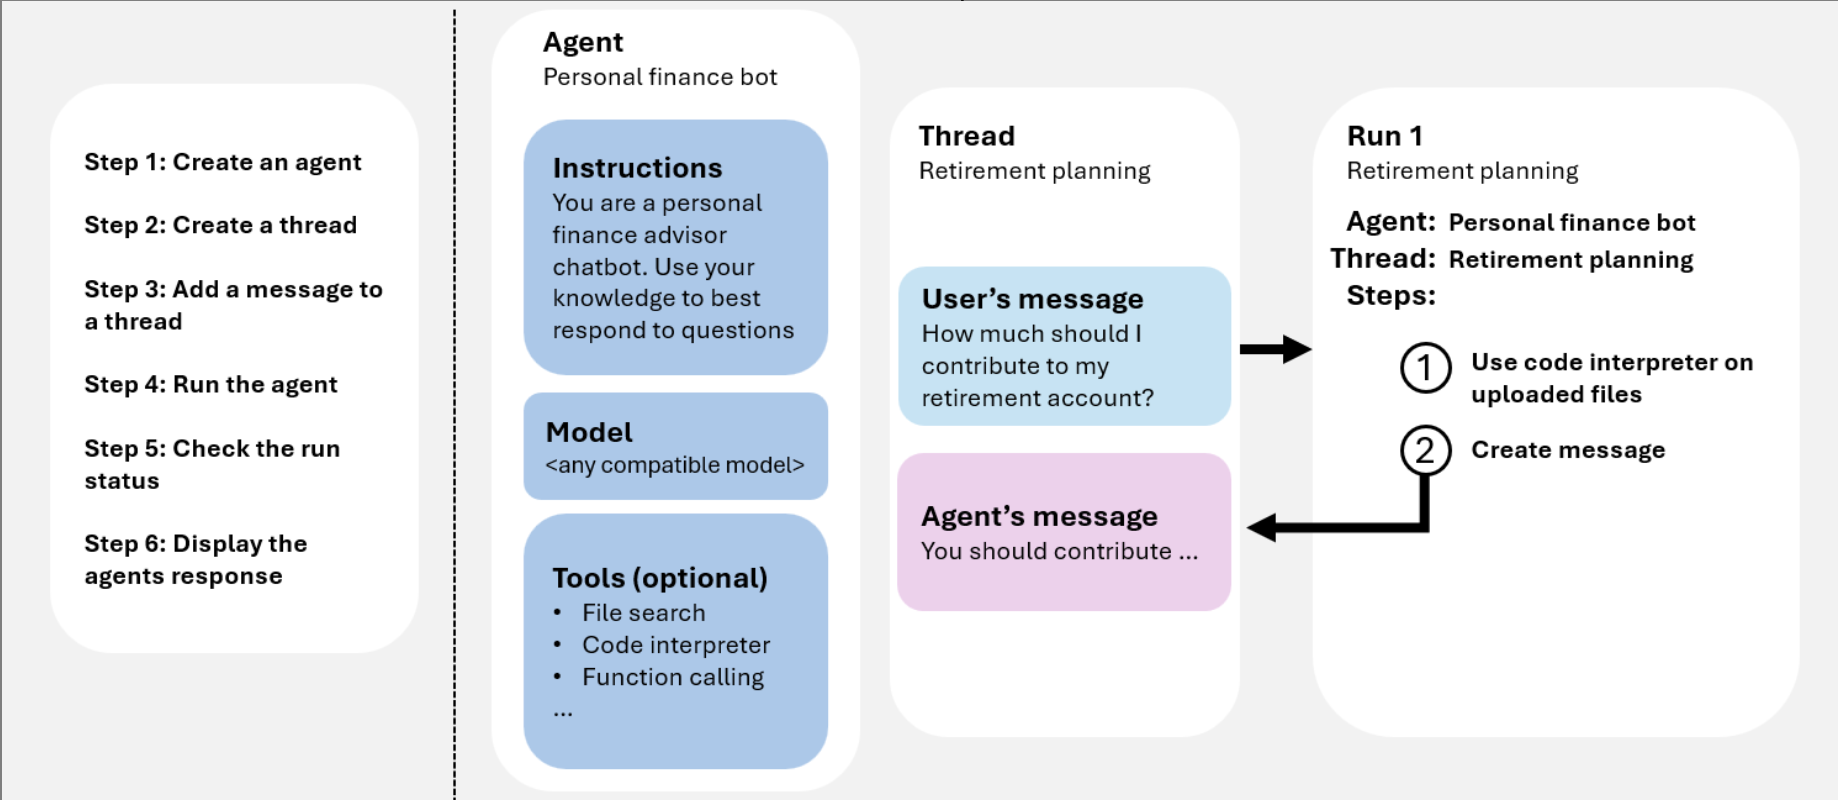 Step 1: Create an agent
Step 2: Create a thread
Step 3: Add a message to
a thread
Step 4: Run the agent
Step 5: Check the run
status
Step 6: Display the
agents response
Agent
Personal finance bot
Instructions
You are a personal
finance advisor
chatbot. Use your
knowledge to best
respond to questions
Model
<any compatible model>
Tools (optional)
• File search
• Code interpreter
• Function calling
...
Thread
Retirement planning
User’s message
How much should I
contribute to my
retirement account?
Agent’s message
You should contribute ...
Run 1
Retirement planning
Agent: Personal finance bot
Thread: Retirement planning
Steps:
1 Use code interpreter on
uploaded files
2 Create message